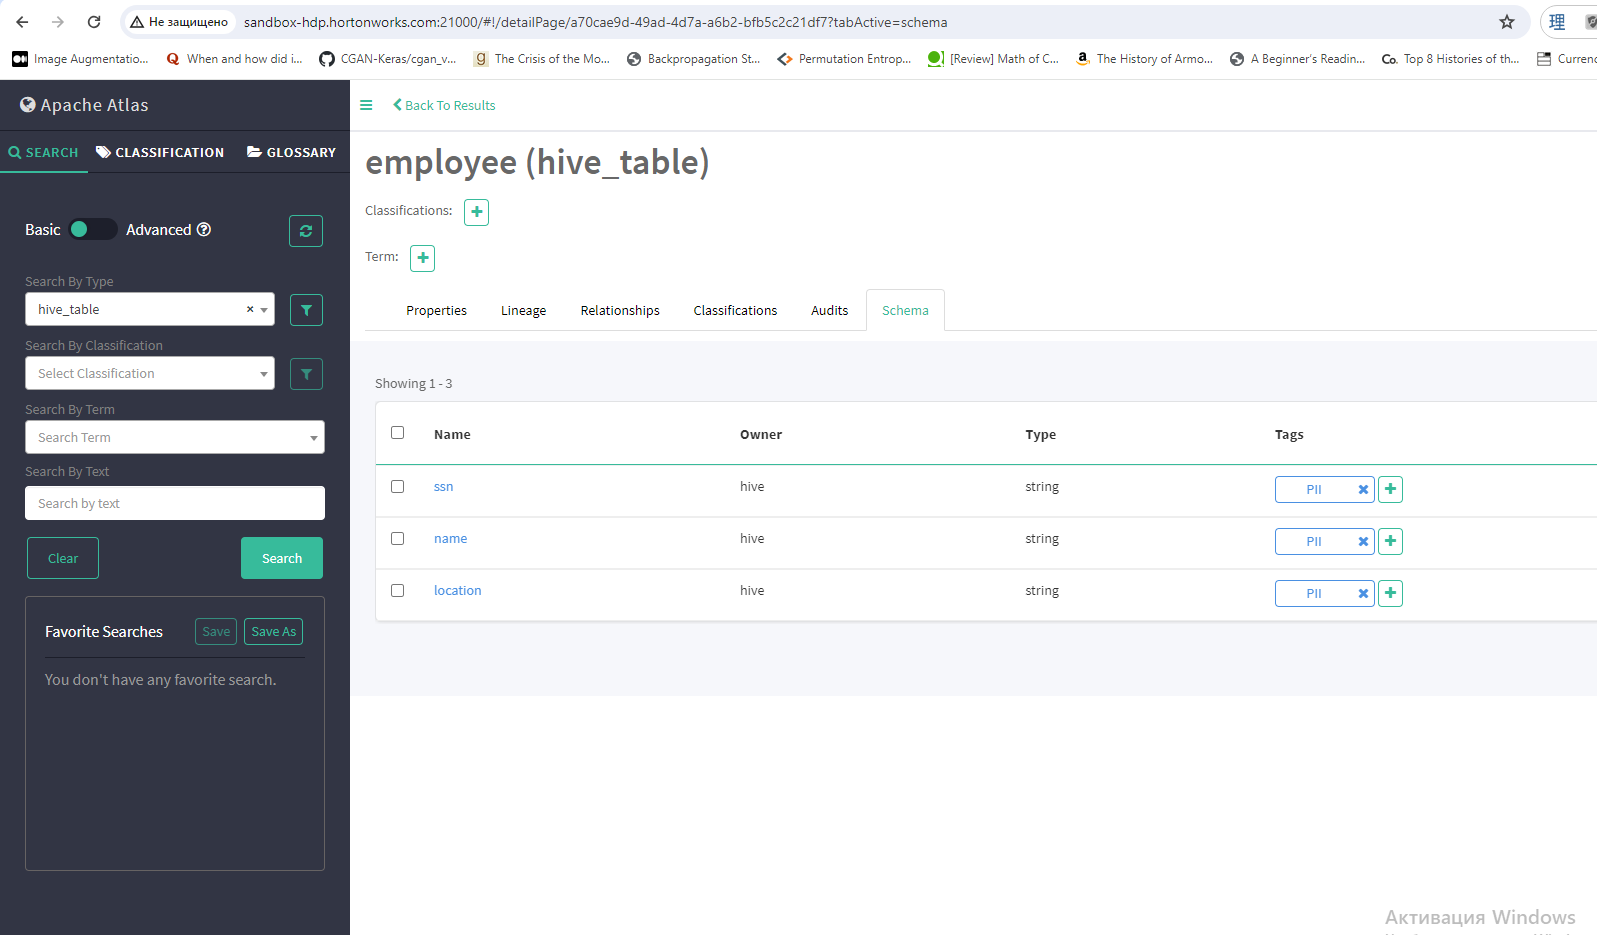 Не защищено sandbox-hdp.hortonworks.com:21000/#!/detailPage/a70cae9d-49ad-4d7a-a6b2-bfb5c2c21df7?tabActive=schema 理
Image Augmentatio... When and how did i... CGAN-Keras/cgan_v... The Crisis of the Mo... Backpropagation St... Permutation Entrop... [Review] Math of C... The History of Armo... A Beginner's Readin... Co. Top 8 Histories of th... Currenc
Apache Atlas
Back To Results
SEARCH CLASSIFICATION GLOSSARY
employee (hive_table)
Classifications:
Basic Advanced
Term:
Search By Type
hive_table
Properties Lineage Relationships Classifications Audits Schema
Search By Classification
Select Classification
Showing 1 - 3
Search By Term
Search Term
Name Owner Type Tags
Search By Text
Search by text
ssn hive string PII
name hive string PII
Clear Search
location hive string PII
Favorite Searches Save Save As
You don't have any favorite search.
Активация Windows